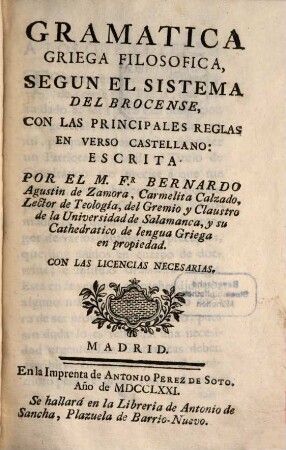 GRAMATICA
GRIEGA FILOSOFICA,
SEGUN EL SISTEMA
DEL BROCENSE,
CON LAS PRINCIPALES REGLAS
EN VERSO CASTELLANO:
ESCRITA
POR EL M. Fr. BERNARDO
Agustin de Zamora, Carmelita Calzado,
Lector de Teología, del Gremio y Claustro
de la Universidad de Salamanca, y su
Cathedratico de lengua Griega
en propiedad.
CON LAS LICENCIAS NECESARIAS.
MADRID.
En la Imprenta de ANTONIO PEREZ DE SOTO.
Año de MDCCLXXI.
Se hallará en la Libreria de Antonio de
Sancha, Plazuela de Barrio-Nuevo.